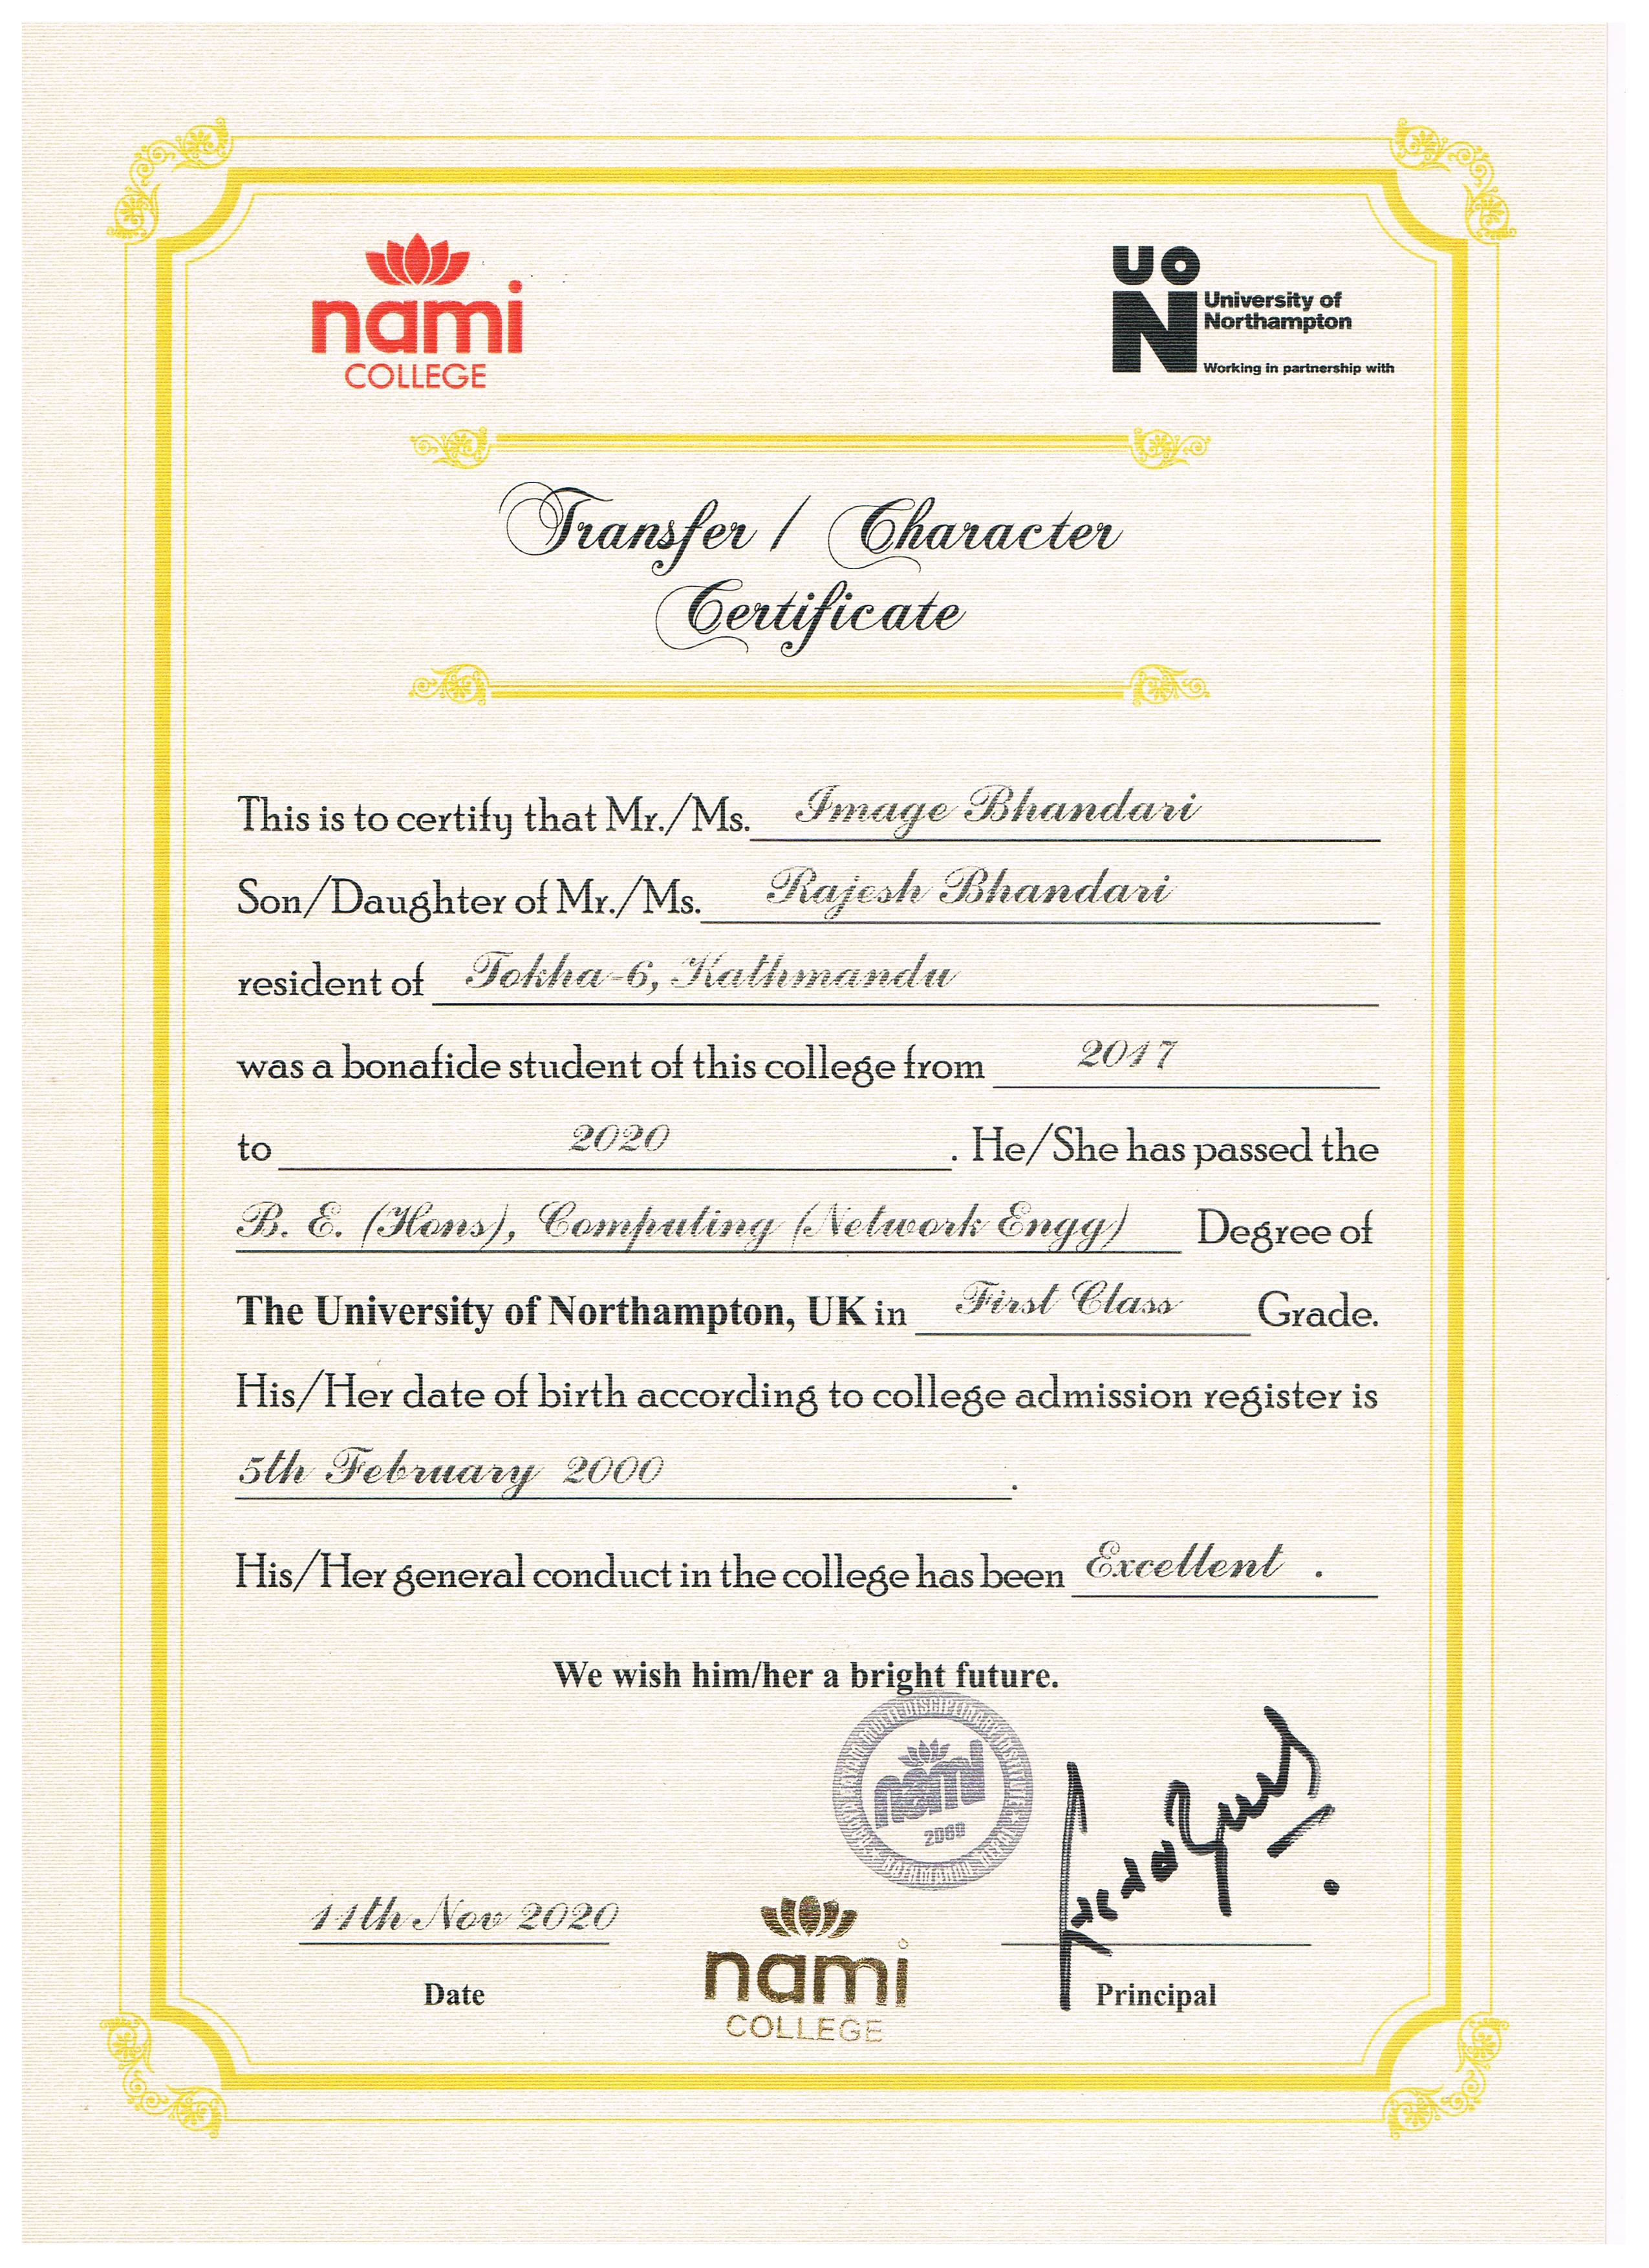 nami
COLLEGE
UON
University of
Northampton
Working in partnership with
Transfer / Character
Certificate
This is to certify that Mr./Ms. Image Bhandari
Son/Daughter of Mr./Ms. Rajesh Bhandari
resident of Tokha-6, Kathmandu
was a bonafide student of this college from 2017
to 2020. He/She has passed the
B. E. (Hons), Computing (Network Engg) Degree of
The University of Northampton, UK in First Class Grade.
His/Her date of birth according to college admission register is
5th February 2000.
His/Her general conduct in the college has been Excellent.
We wish him/her a bright future.
nami
11th Nov 2020
Date
nami
COLLEGE
Principal